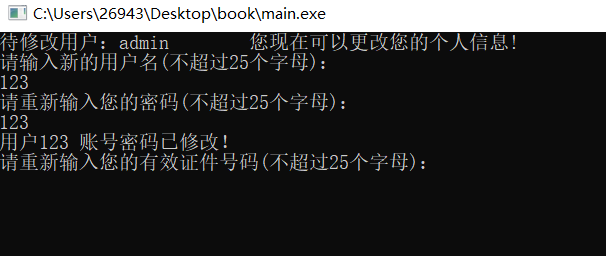 C:\Users\26943\Desktop\book\main.exe
待修改用户：admin 您现在可以更改您的个人信息!
请输入新的用户名(不超过25个字母):
123
请重新输入您的密码(不超过25个字母):
123
用户123 账号密码已修改!
请重新输入您的有效证件号码(不超过25个字母):